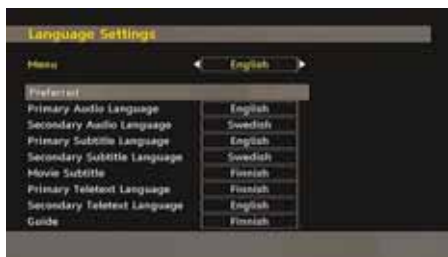 Language Settings
Menu English
Preferred
Primary Audio Language English
Secondary Audio Language Swedish
Primary Subtitle Language English
Secondary Subtitle Language Swedish
Movie Subtitle Finnish
Primary Teletext Language Finnish
Secondary Teletext Language English
Guide Finnish